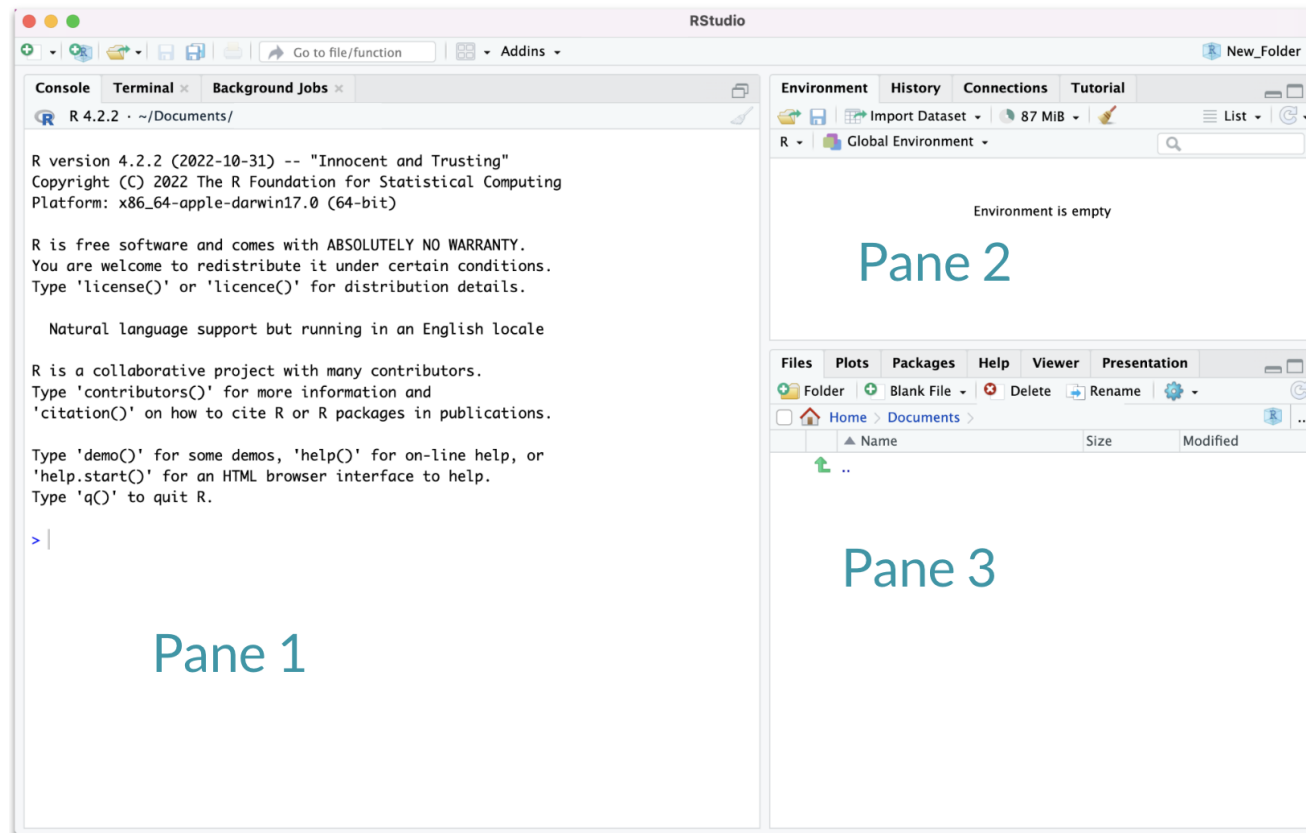 RStudio
Go to file/function
Addins
New_Folder
Console Terminal Background Jobs
R 4.2.2 · ~/Documents/
R version 4.2.2 (2022-10-31) -- "Innocent and Trusting"
Copyright (C) 2022 The R Foundation for Statistical Computing
Platform: x86_64-apple-darwin17.0 (64-bit)
R is free software and comes with ABSOLUTELY NO WARRANTY.
You are welcome to redistribute it under certain conditions.
Type 'license()' or 'licence()' for distribution details.
Natural language support but running in an English locale
R is a collaborative project with many contributors.
Type 'contributors()' for more information and
'citation()' on how to cite R or R packages in publications.
Type 'demo()' for some demos, 'help()' for on-line help, or
'help.start()' for an HTML browser interface to help.
Type 'q()' to quit R.
>
Pane 1
Environment History Connections Tutorial
Import Dataset 87 MiB List
R Global Environment
Environment is empty
Pane 2
Files Plots Packages Help Viewer Presentation
Folder Blank File Delete Rename
Home > Documents >
Name Size Modified
..
Pane 3